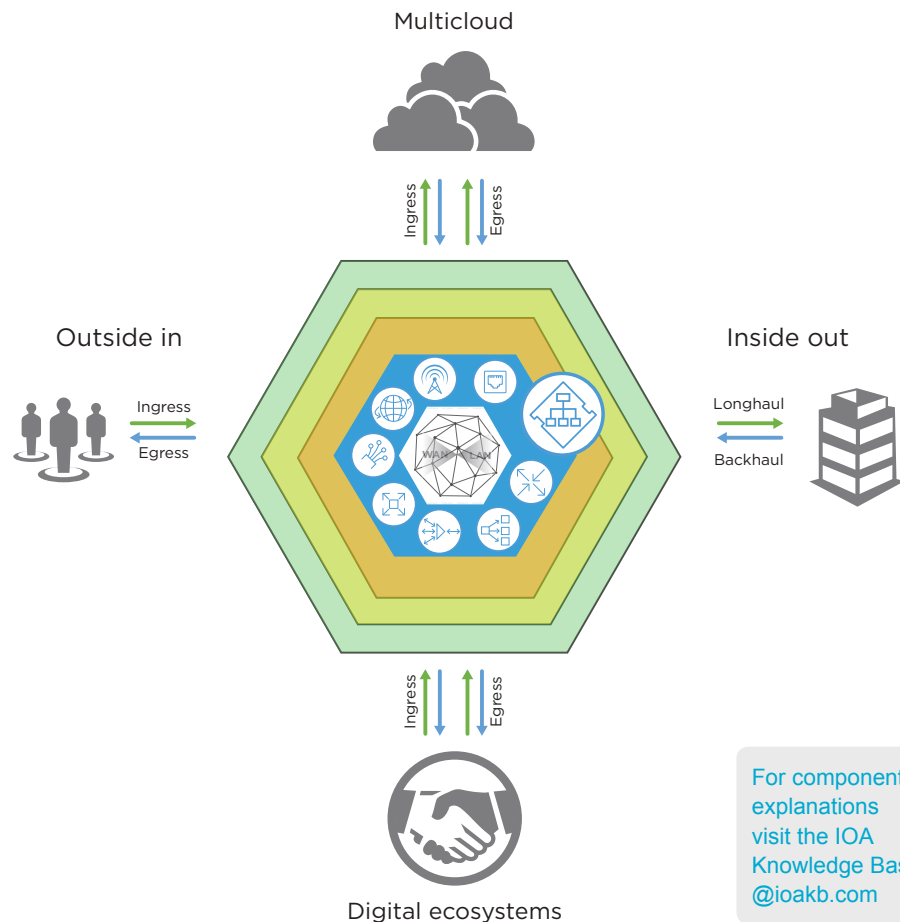 Multicloud
Ingress
Egress
Outside in
Inside out
Ingress
Egress
WAN LAN
Longhaul
Backhaul
Ingress
Egress
Digital ecosystems
For component
explanations
visit the IOA
Knowledge Bas
@ioakb.com